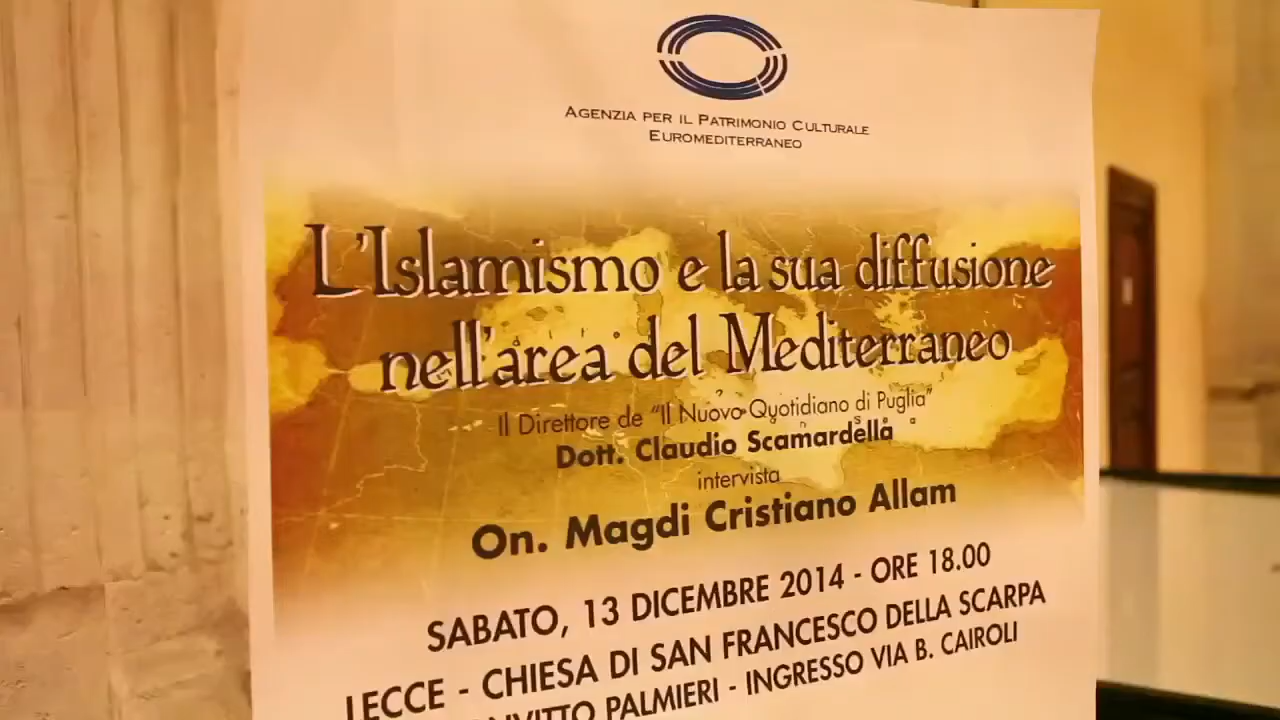 AGENZIA PER IL PATRIMONIO CULTURALE
EUROMEDITERRANEO
L'Islamismo e la sua diffusione
nell'area del Mediterraneo
Il Direttore de "Il Nuovo Quotidiano di Puglia"
Dott. Claudio Scamardella
intervista
On. Magdi Cristiano Allam
SABATO, 13 DICEMBRE 2014 - ORE 18.00
LECCE - CHIESA DI SAN FRANCESCO DELLA SCARPA
PALMIERI - INGRESSO VIA B. CAIROLI